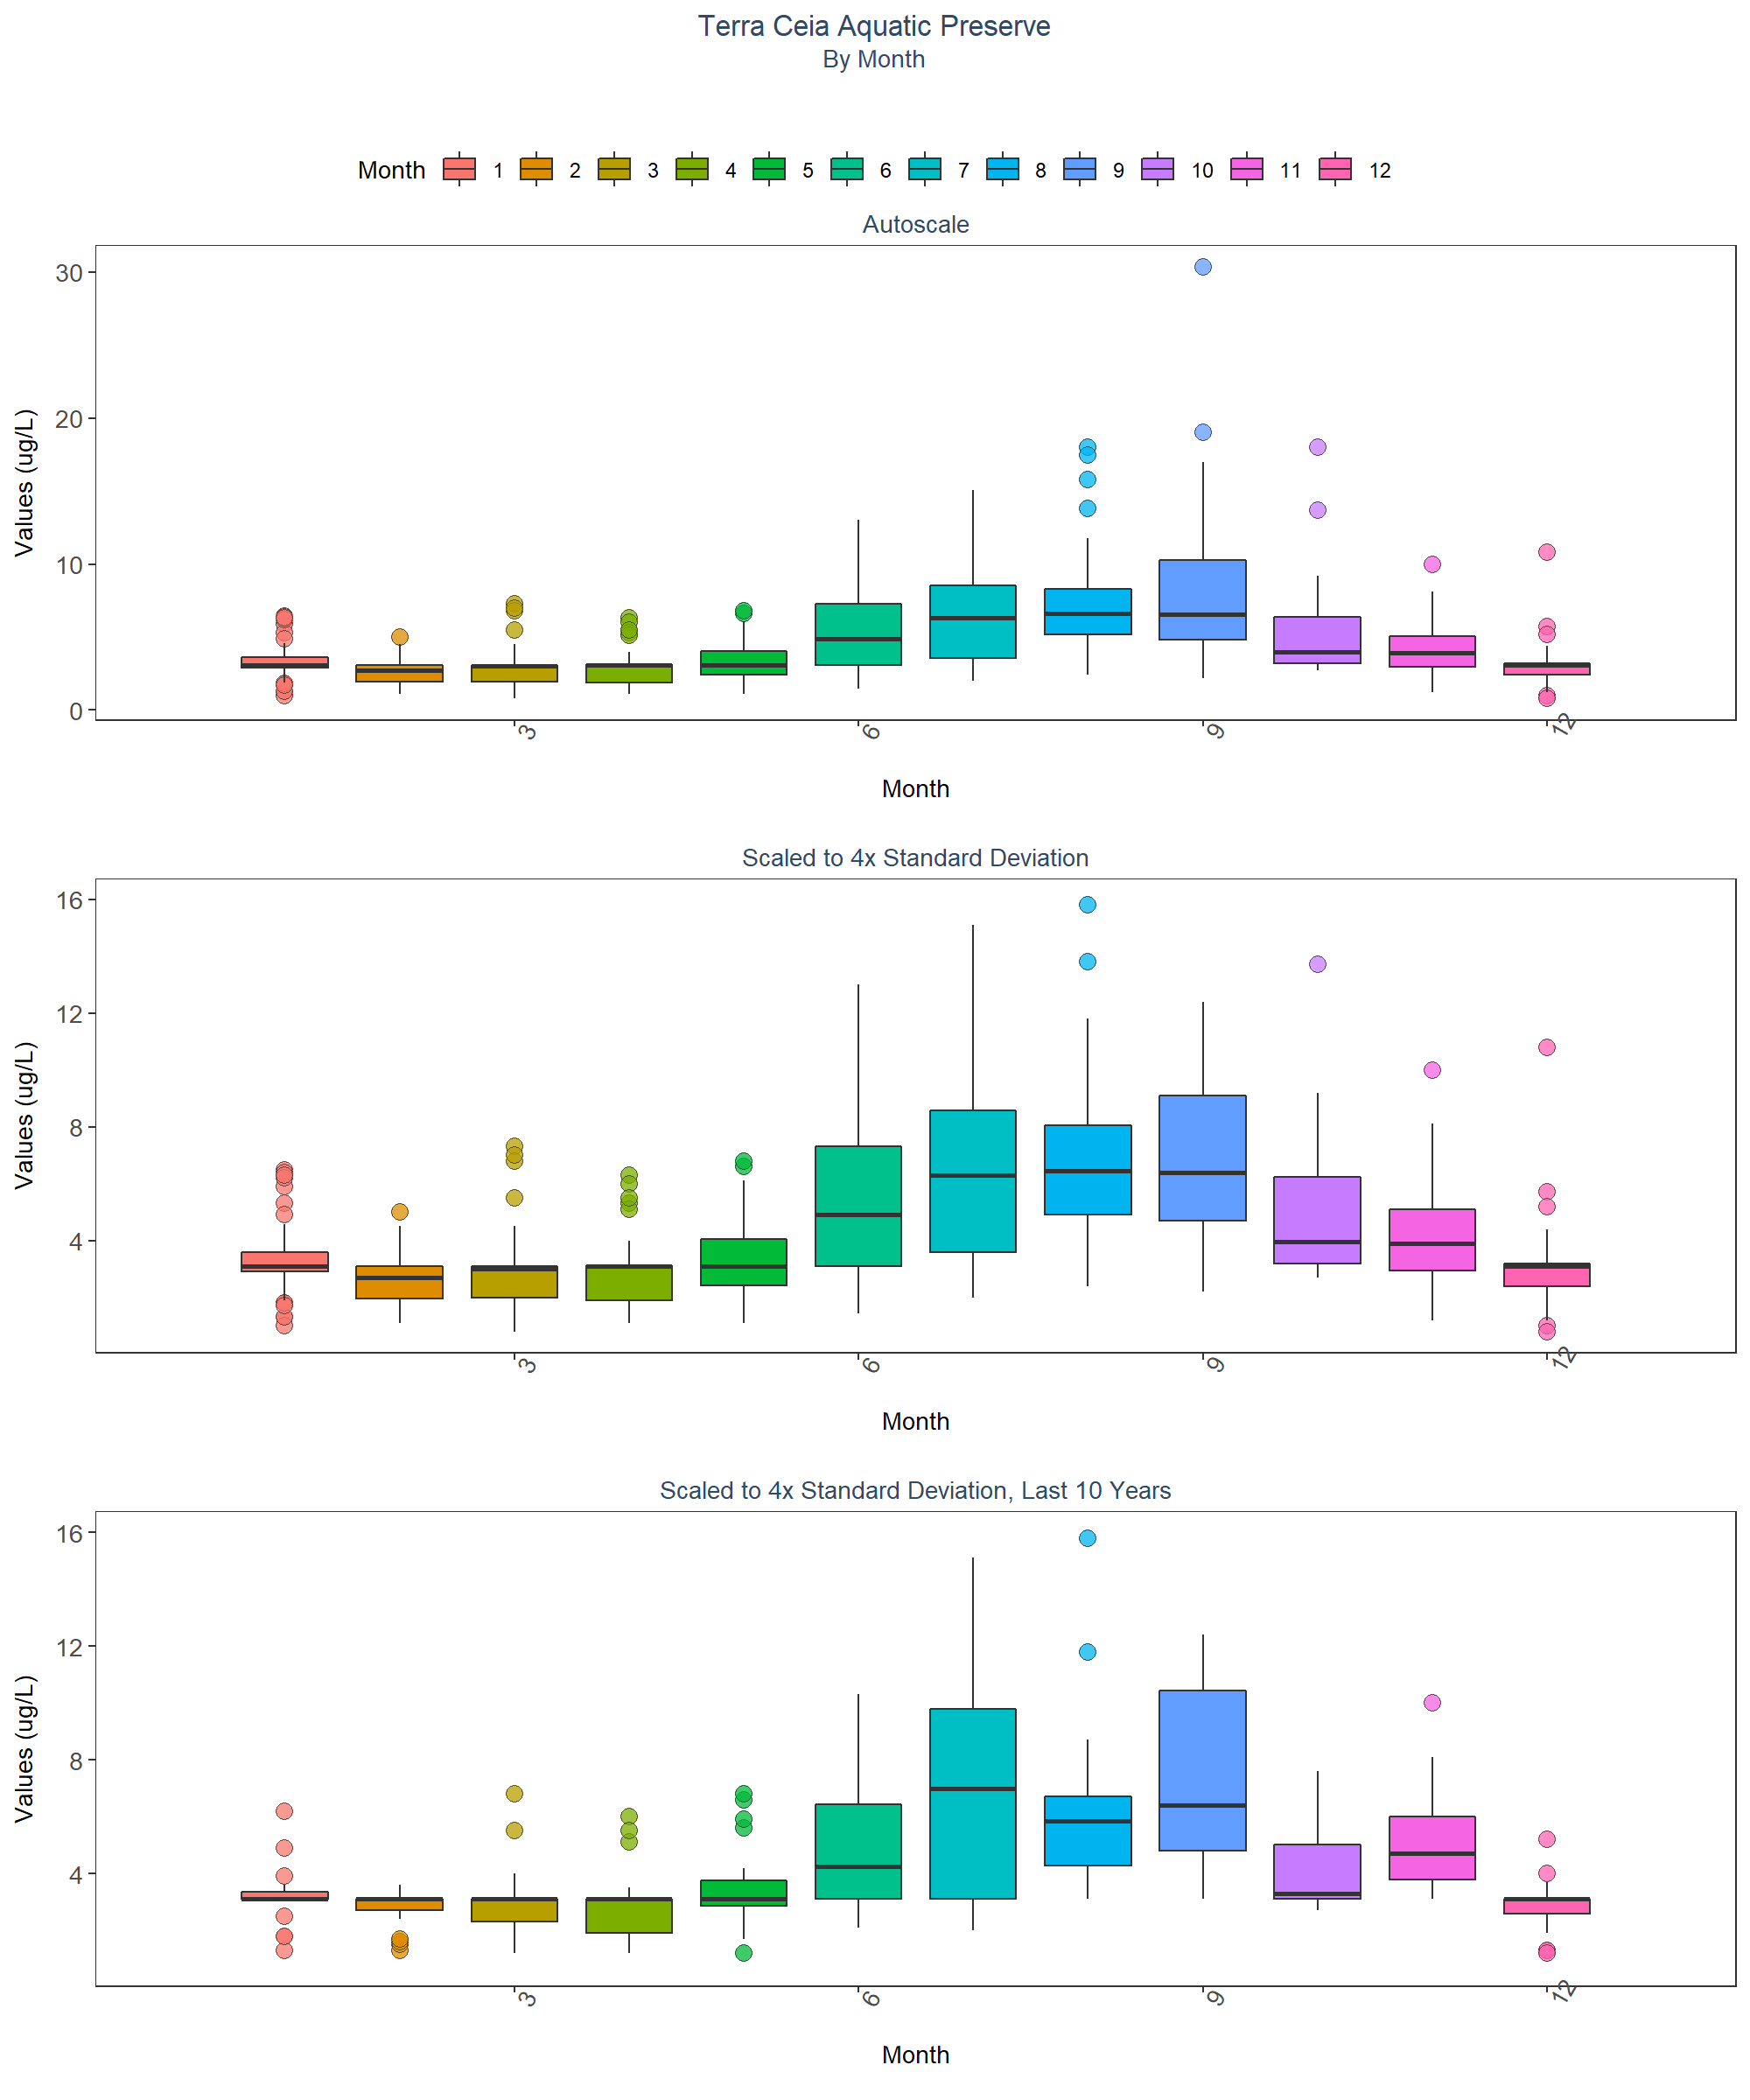 Terra Ceia Aquatic Preserve
By Month
Month 1 2 3 4 5 6 7 8 9 10 11 12
Autoscale
Values (ug/L)
30
20
10
0
3 6 9 12
Month
Scaled to 4x Standard Deviation
Values (ug/L)
16
12
8
4
3 6 9 12
Month
Scaled to 4x Standard Deviation, Last 10 Years
Values (ug/L)
16
12
8
4
3 6 9 12
Month